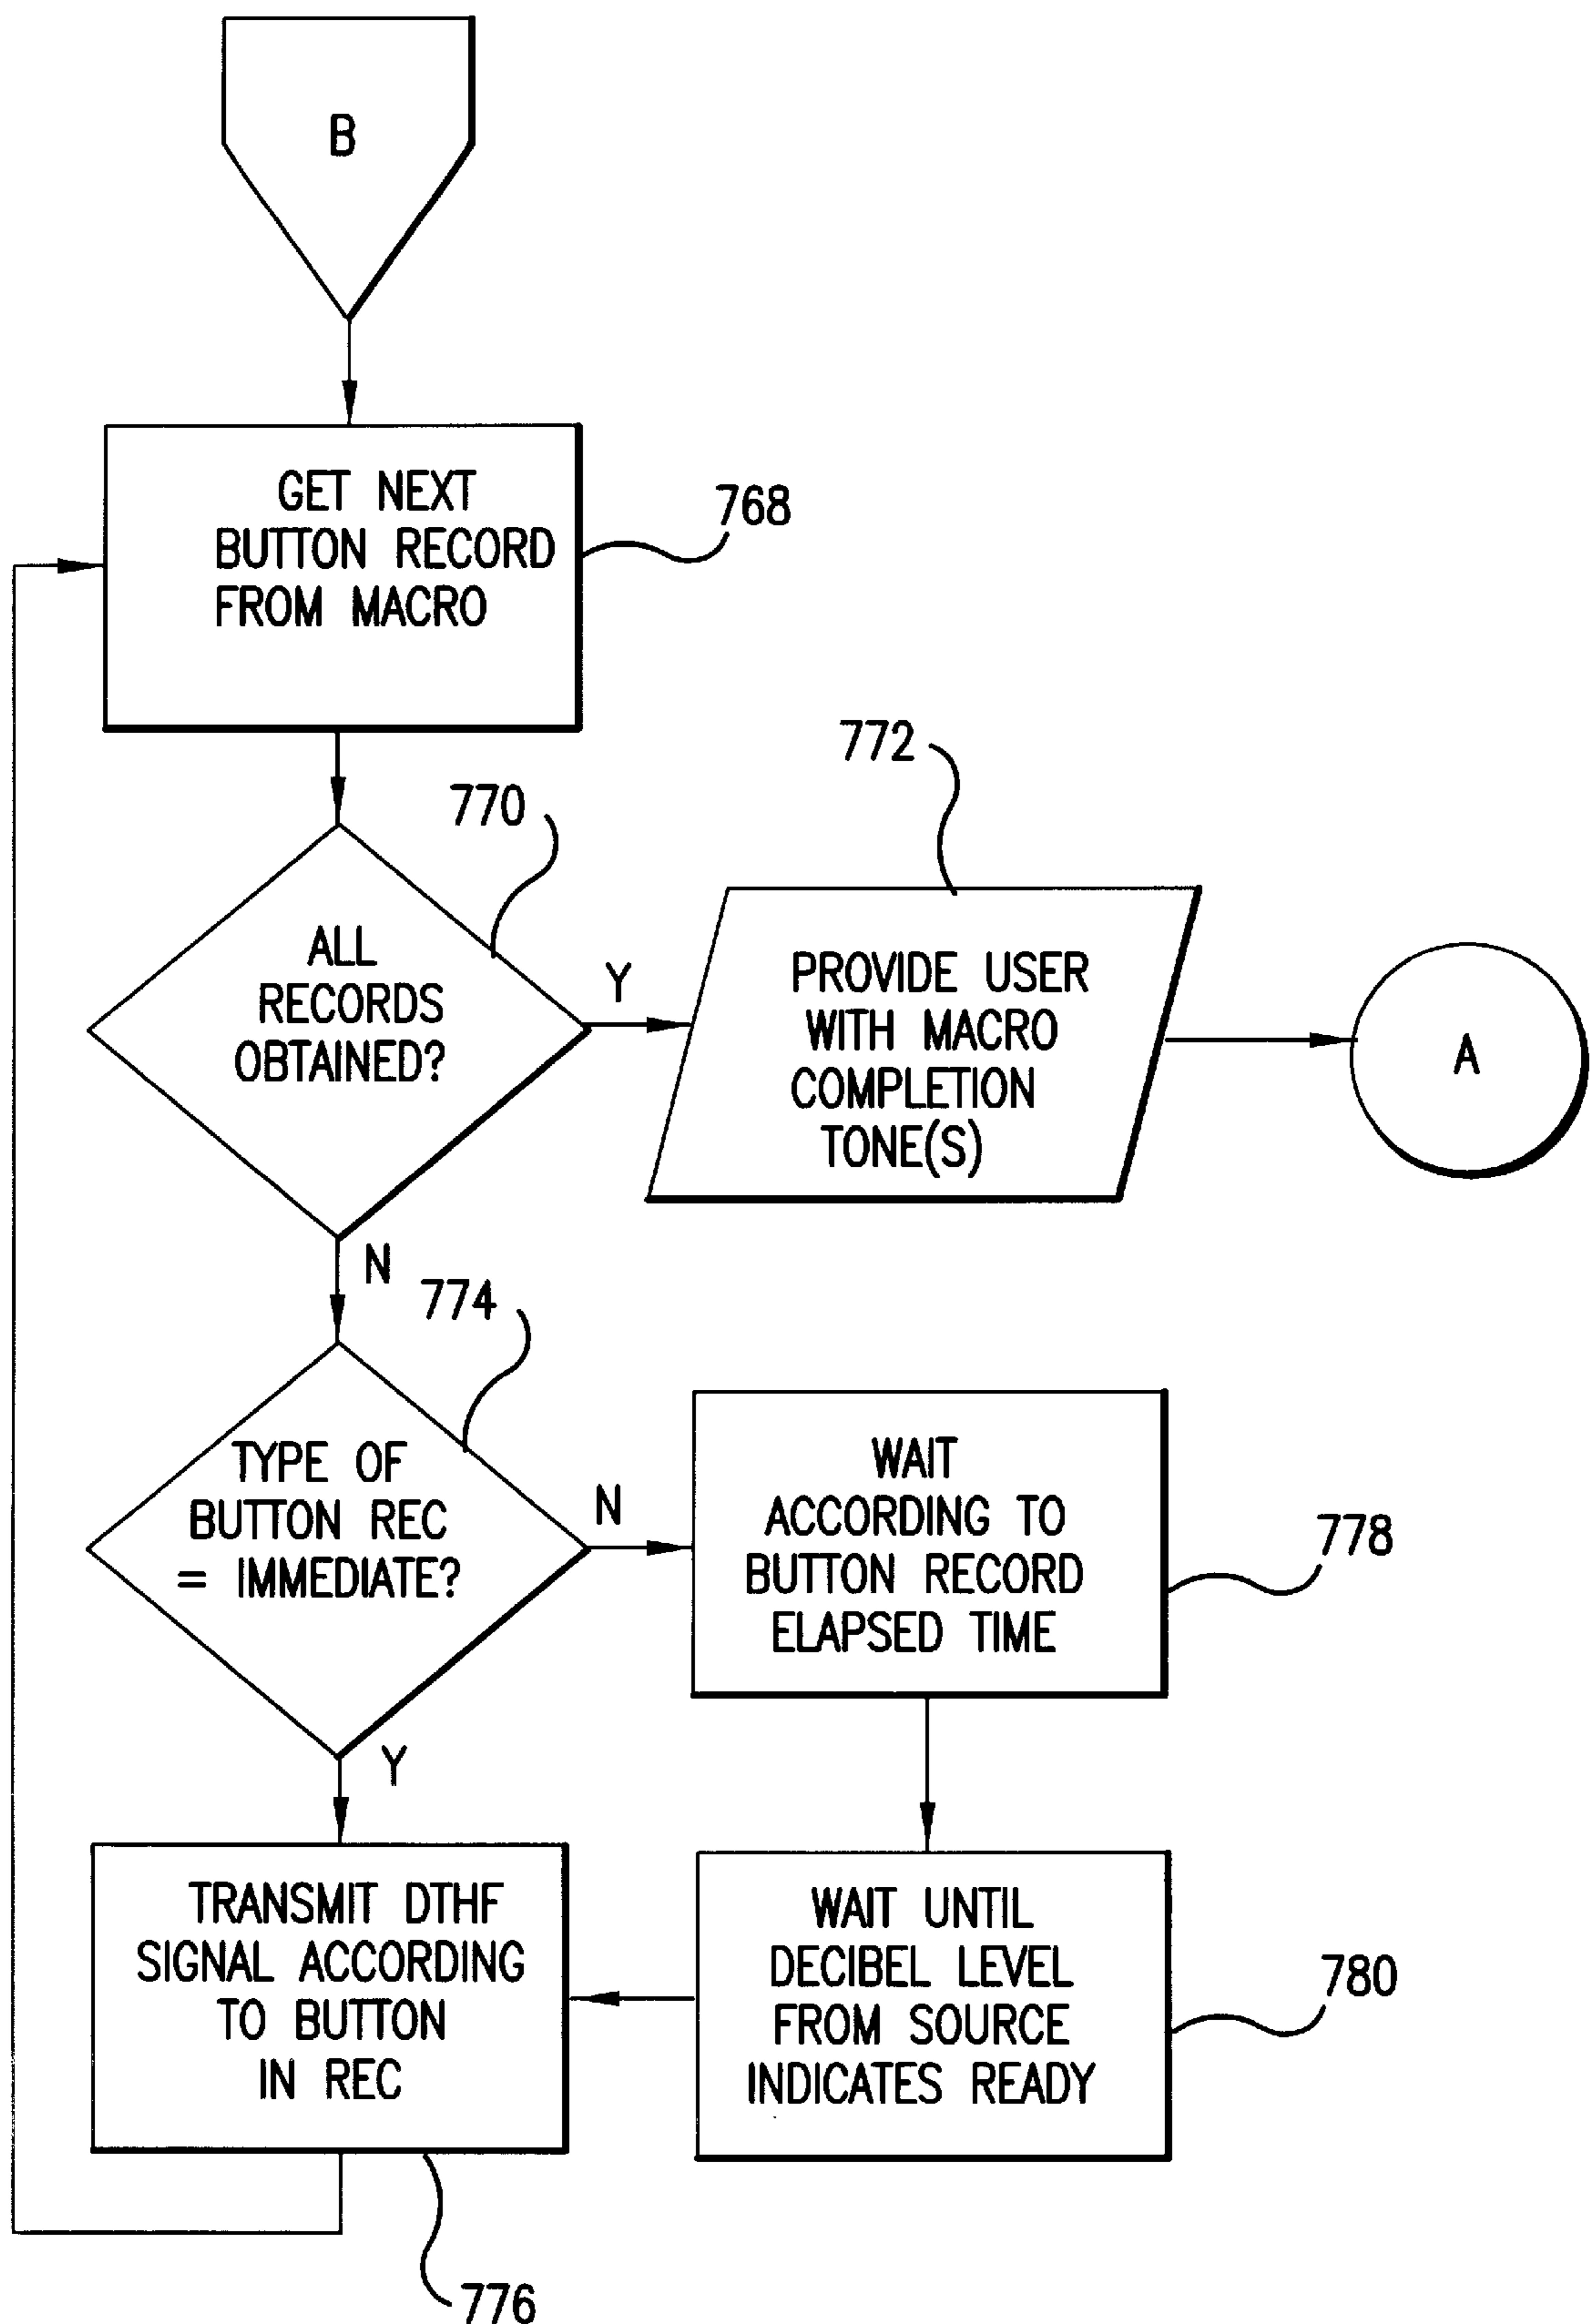 B
GET NEXT
BUTTON RECORD
FROM MACRO
768
770
ALL
RECORDS
OBTAINED?
Y
772
PROVIDE USER
WITH MACRO
COMPLETION
TONE(S)
A
N
774
TYPE OF
BUTTON REC
= IMMEDIATE?
N
WAIT
ACCORDING TO
BUTTON RECORD
ELAPSED TIME
778
Y
TRANSMIT DTHF
SIGNAL ACCORDING
TO BUTTON
IN REC
WAIT UNTIL
DECIBEL LEVEL
FROM SOURCE
INDICATES READY
780
776